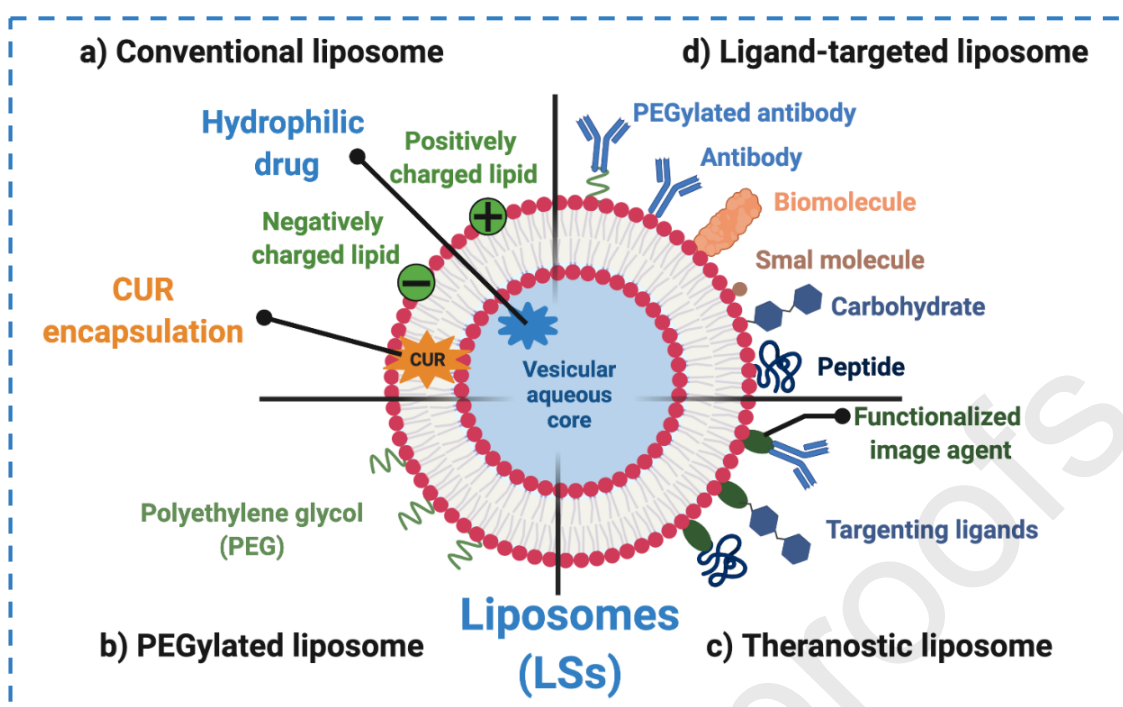 a) Conventional liposome
d) Ligand-targeted liposome
Hydrophilic
drug
Positively
charged lipid
Negatively
charged lipid
+
−
CUR
encapsulation
CUR
Vesicular
aqueous
core
PEGylated antibody
Antibody
Biomolecule
Smal molecule
Carbohydrate
Peptide
Functionalized
image agent
Targenting ligands
Polyethylene glycol
(PEG)
b) PEGylated liposome
Liposomes
(LSs)
c) Theranostic liposome
proofs